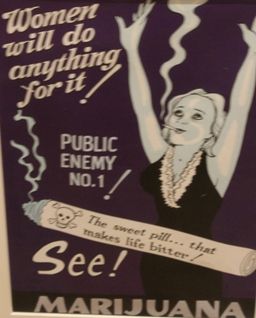 Women
will do
anything
for it!
PUBLIC
ENEMY
NO.1!
The sweet pill... that
makes life bitter!
See!
MARIJUANA